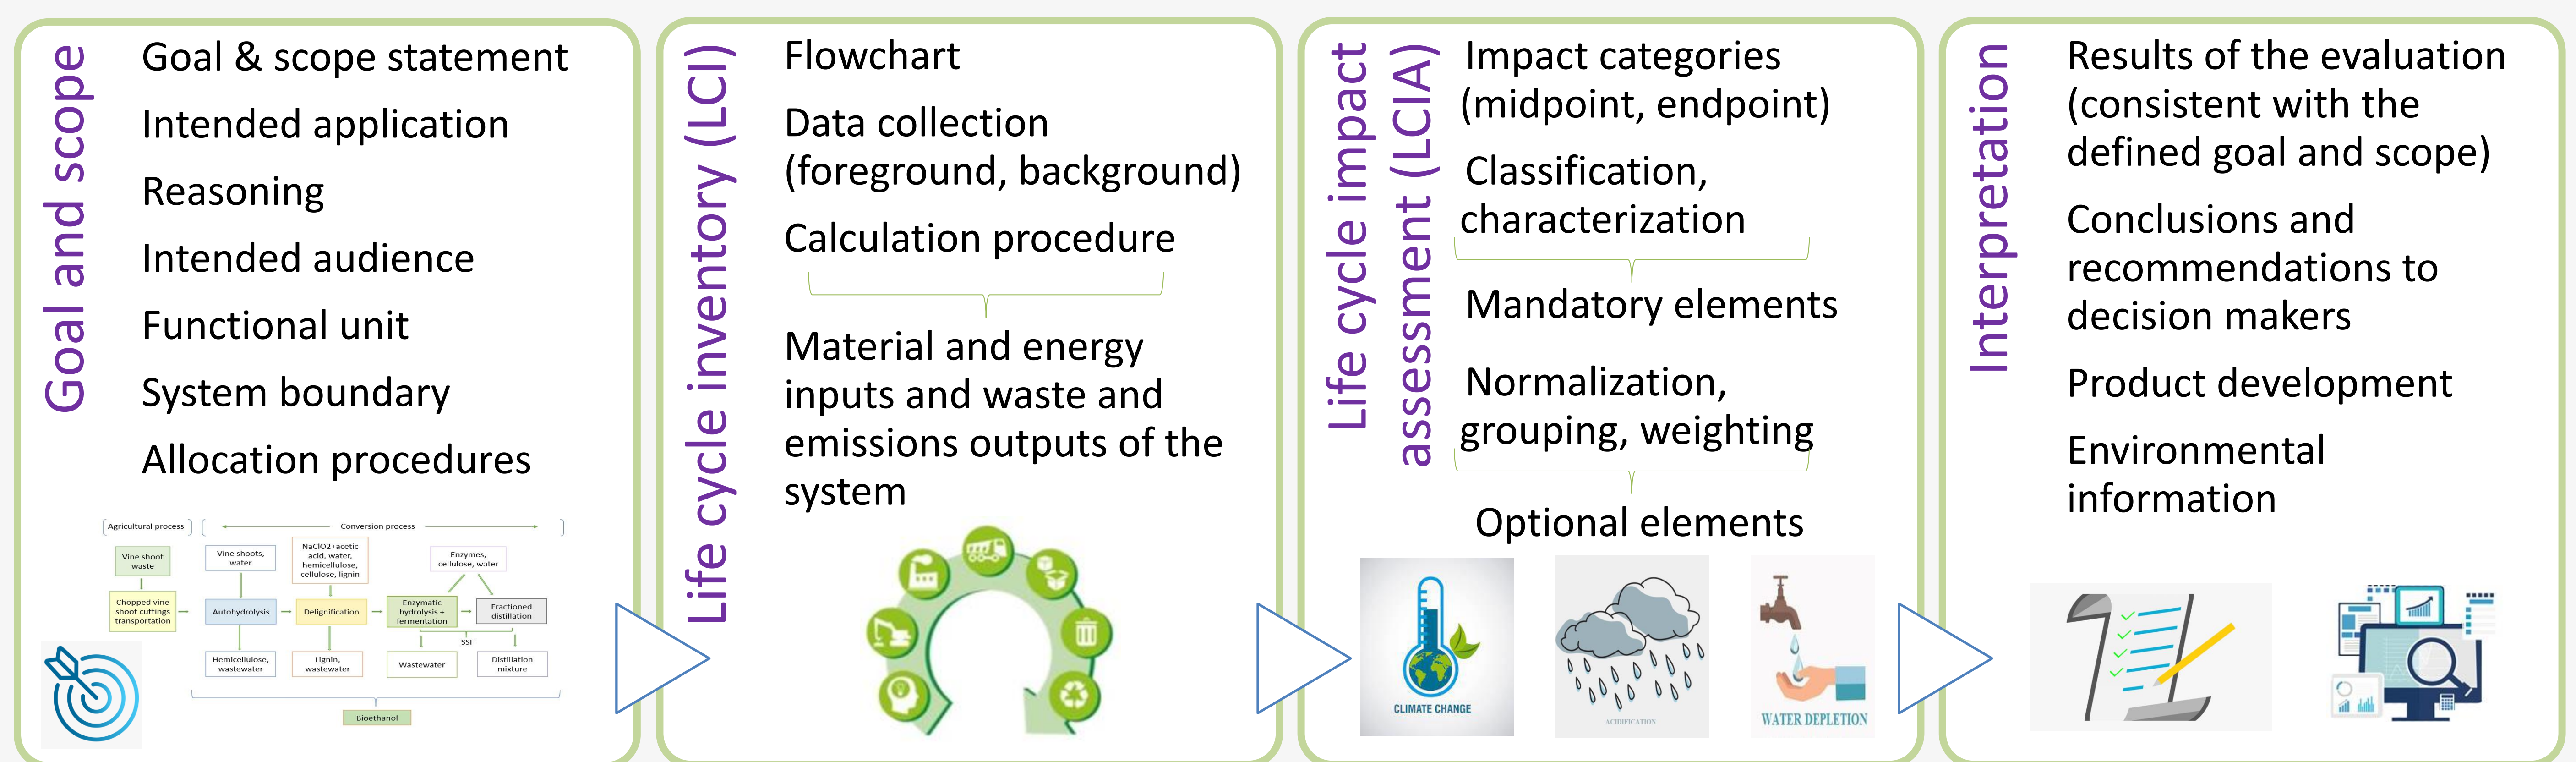 Goal and scope
Goal & scope statement
Intended application
Reasoning
Intended audience
Functional unit
System boundary
Allocation procedures
Agricultural process
Conversion process
Vine shoot
waste
Vine shoots,
water
NaClO2+acetic
acid, water,
hemicellulose,
cellulose, lignin
Enzymes,
cellulose, water
Chopped vine
shoot cuttings
transportation
Autohydrolysis
Delignification
Enzymatic
hydrolysis +
fermentation
Fractioned
distillation
SSF
Hemicellulose,
wastewater
Lignin,
wastewater
Wastewater
Distillation
mixture
Bioethanol
Life cycle inventory (LCI)
Flowchart
Data collection
(foreground, background)
Calculation procedure
Material and energy
inputs and waste and
emissions outputs of the
system
Life cycle impact
assessment (LCIA)
Impact categories
(midpoint, endpoint)
Classification,
characterization
Mandatory elements
Normalization,
grouping, weighting
Optional elements
CLIMATE CHANGE
ACIDIFICATION
WATER DEPLETION
Interpretation
Results of the evaluation
(consistent with the
defined goal and scope)
Conclusions and
recommendations to
decision makers
Product development
Environmental
information